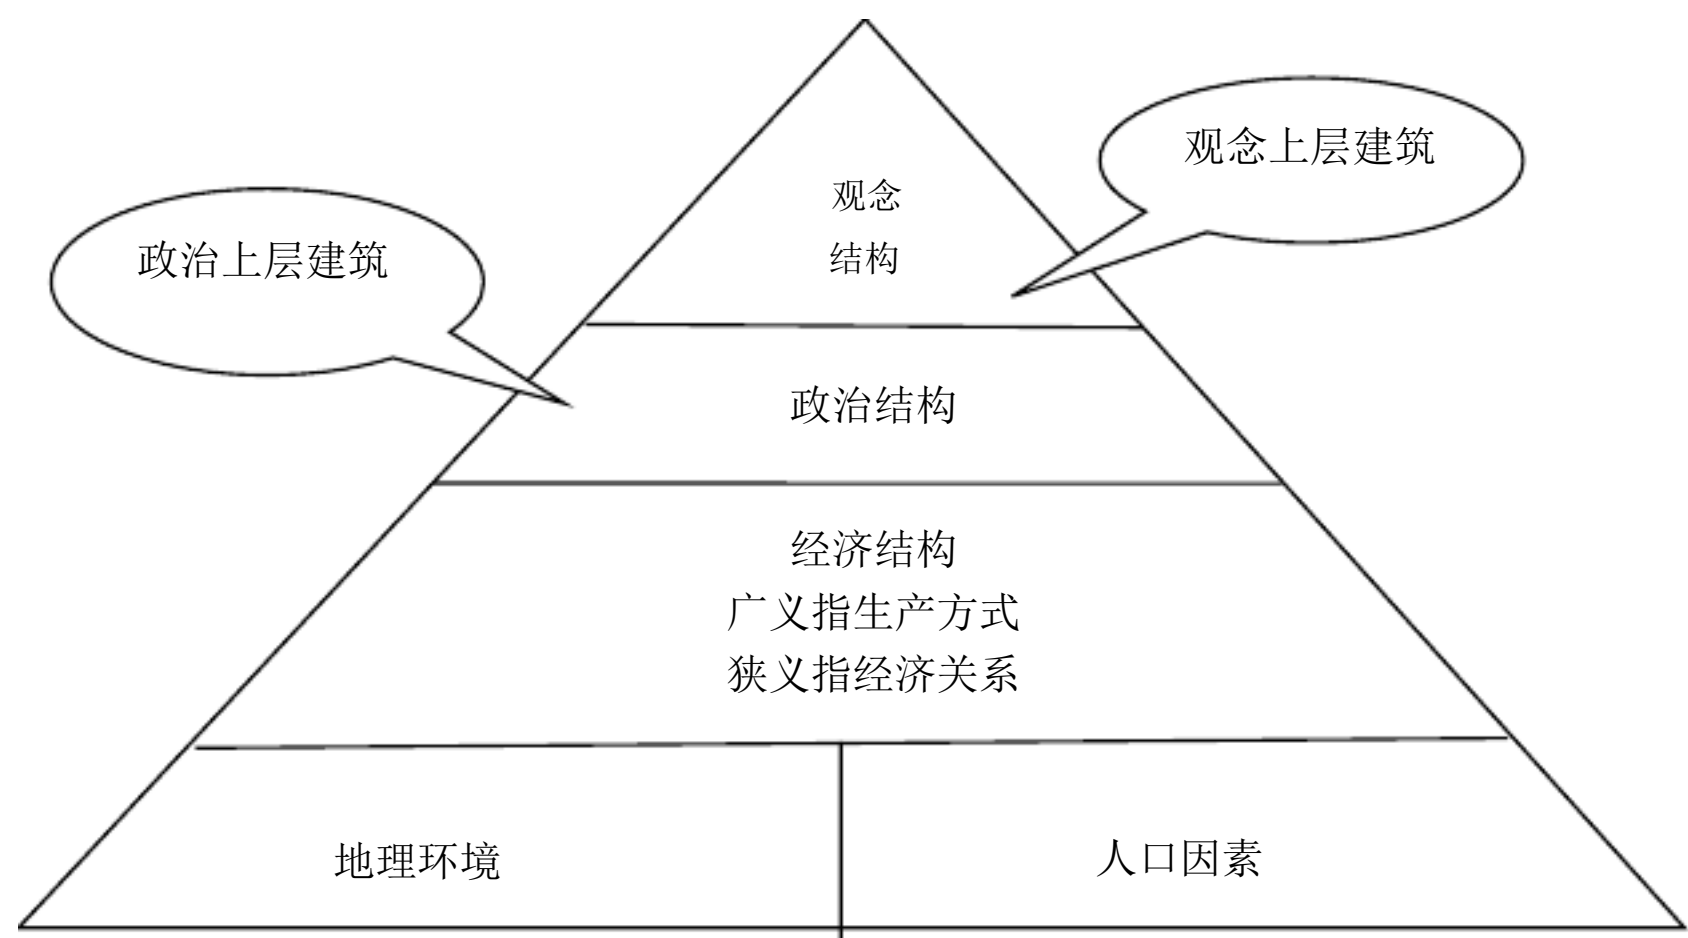 观念上层建筑
观念
结构
政治上层建筑
政治结构
经济结构
广义指生产方式
狭义指经济关系
地理环境
人口因素